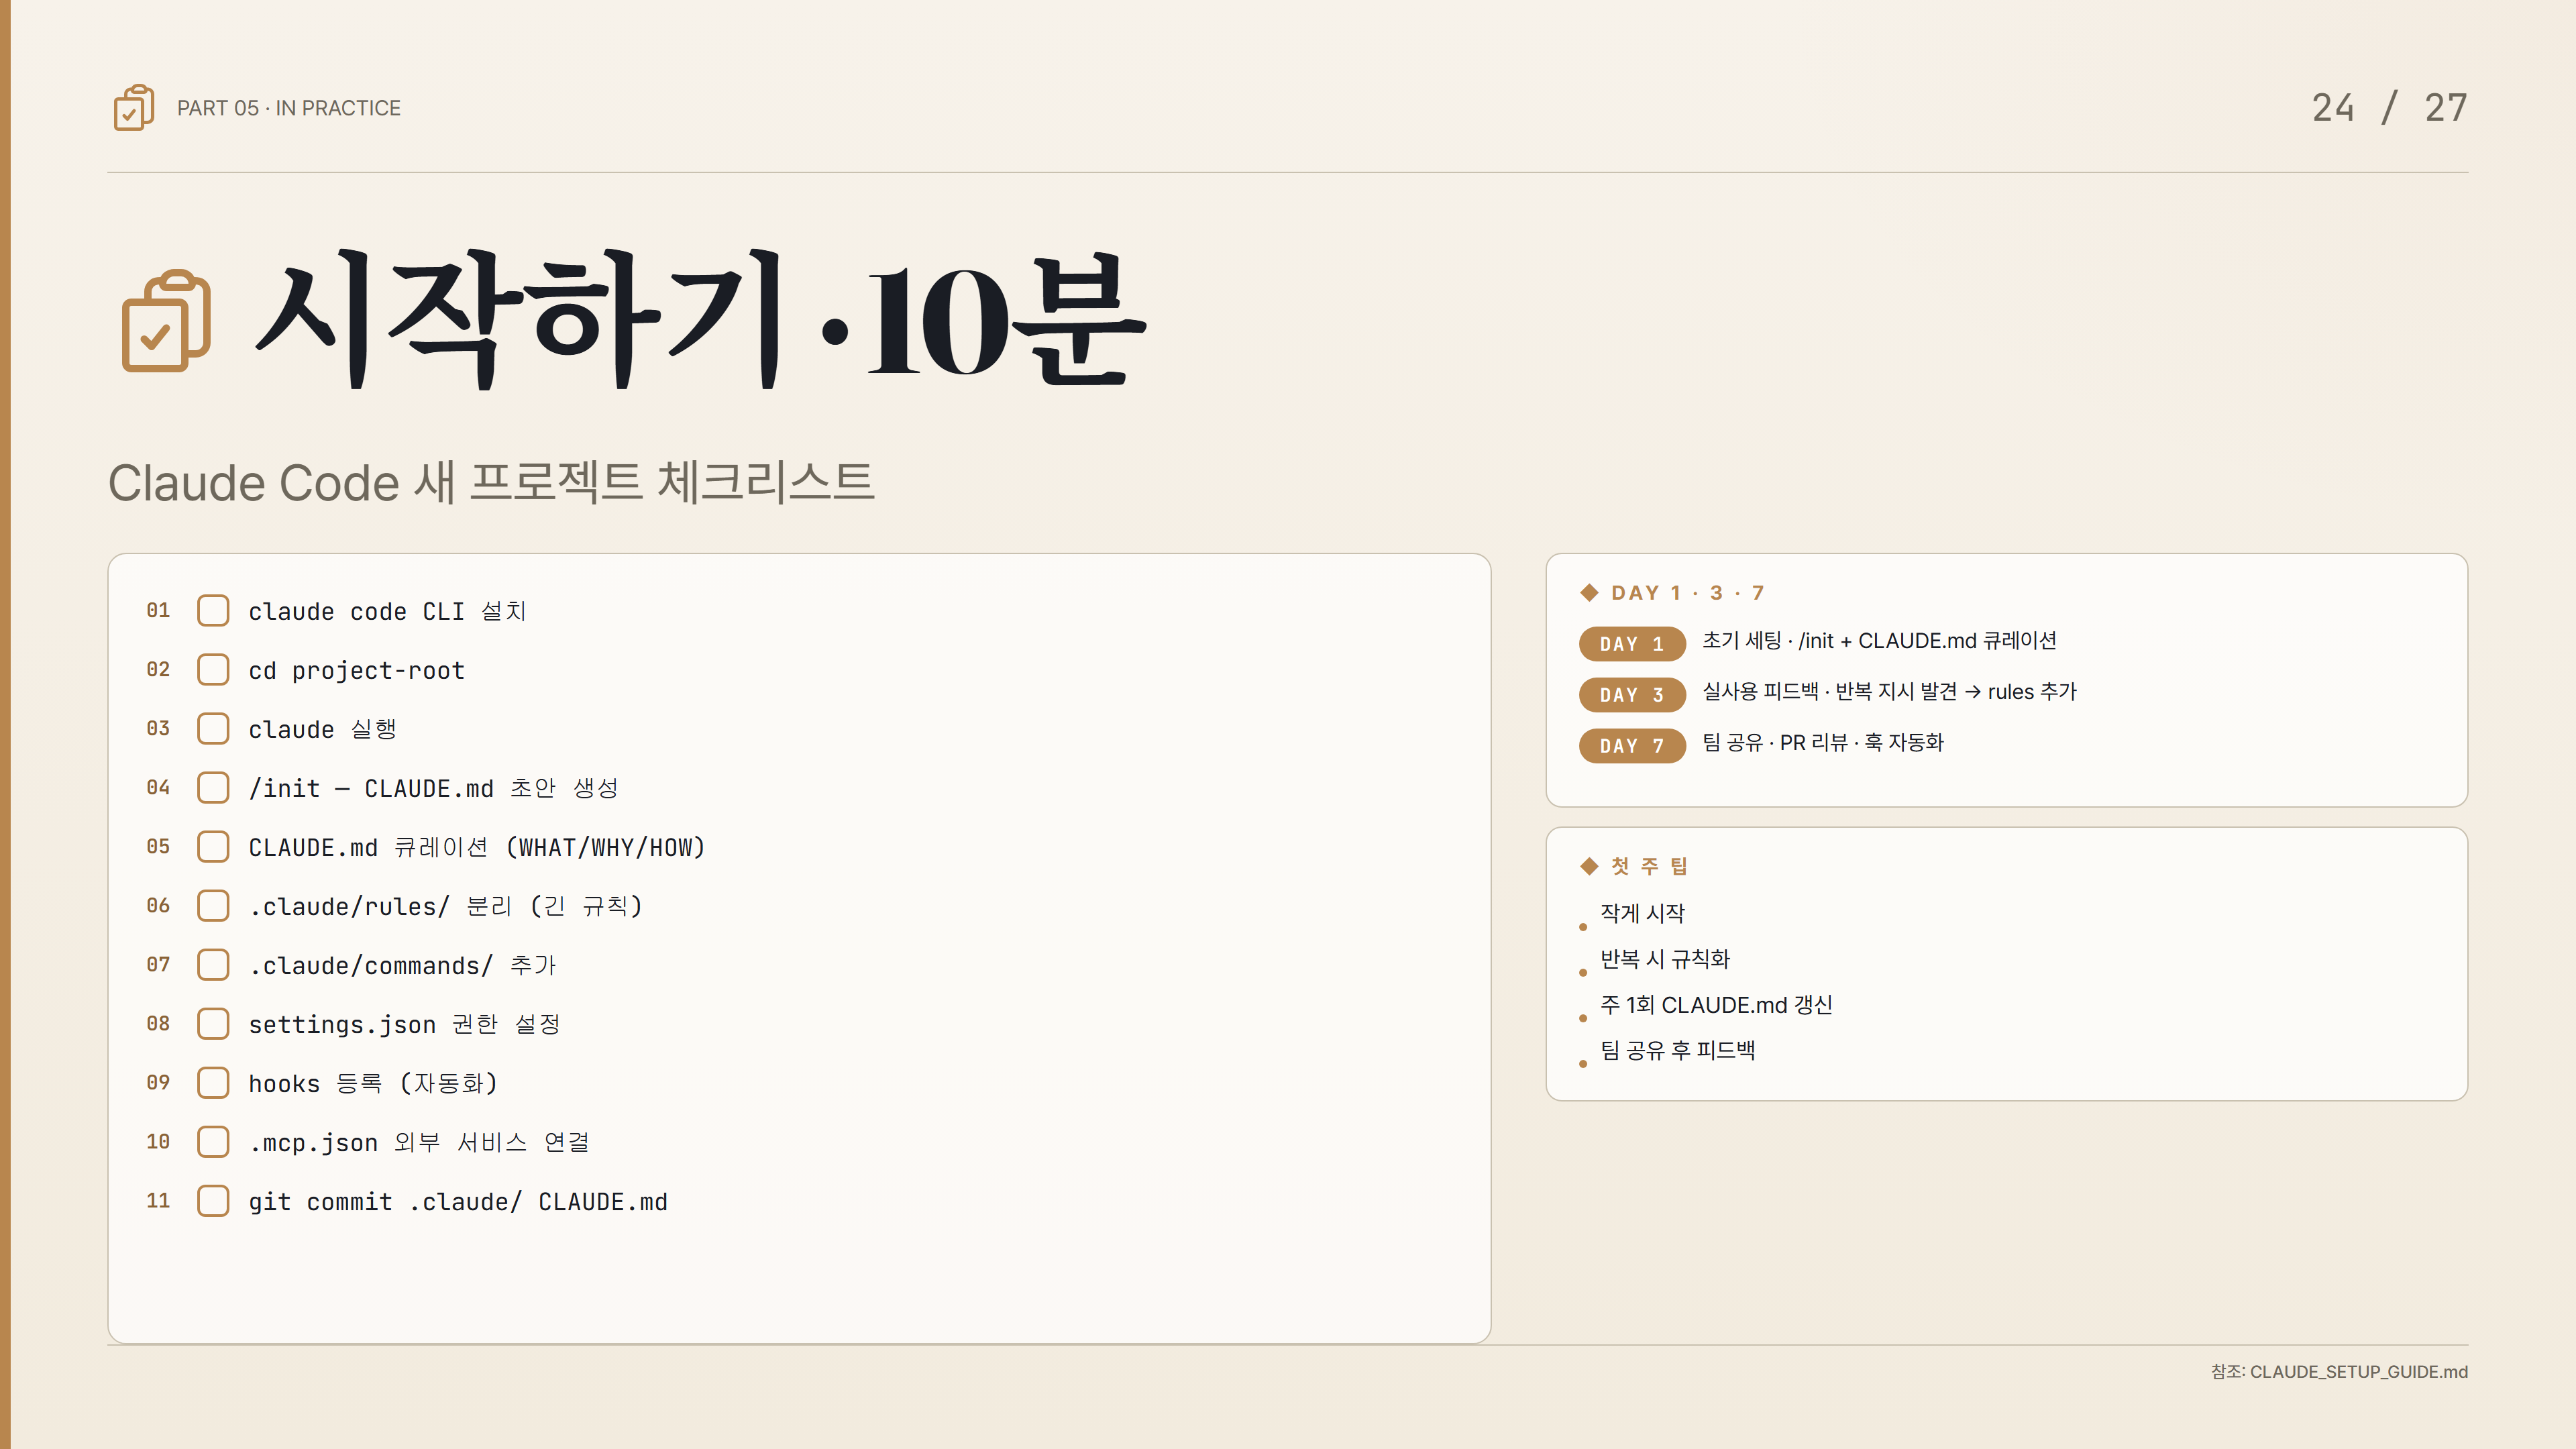 PART 05 · IN PRACTICE
24 / 27
시작하기 · 10분
Claude Code 새 프로젝트 체크리스트
01 claude code CLI 설치
02 cd project-root
03 claude 실행
04 /init — CLAUDE.md 초안 생성
05 CLAUDE.md 큐레이션 (WHAT/WHY/HOW)
06 .claude/rules/ 분리 (긴 규칙)
07 .claude/commands/ 추가
08 settings.json 권한 설정
09 hooks 등록 (자동화)
10 .mcp.json 외부 서비스 연결
11 git commit .claude/ CLAUDE.md
◆ DAY 1 · 3 · 7
DAY 1 초기 세팅 · /init + CLAUDE.md 큐레이션
DAY 3 실사용 피드백 · 반복 지시 발견 → rules 추가
DAY 7 팀 공유 · PR 리뷰 · 훅 자동화
◆ 첫 주 팁
• 작게 시작
• 반복 시 규칙화
• 주 1회 CLAUDE.md 갱신
• 팀 공유 후 피드백
참조: CLAUDE_SETUP_GUIDE.md